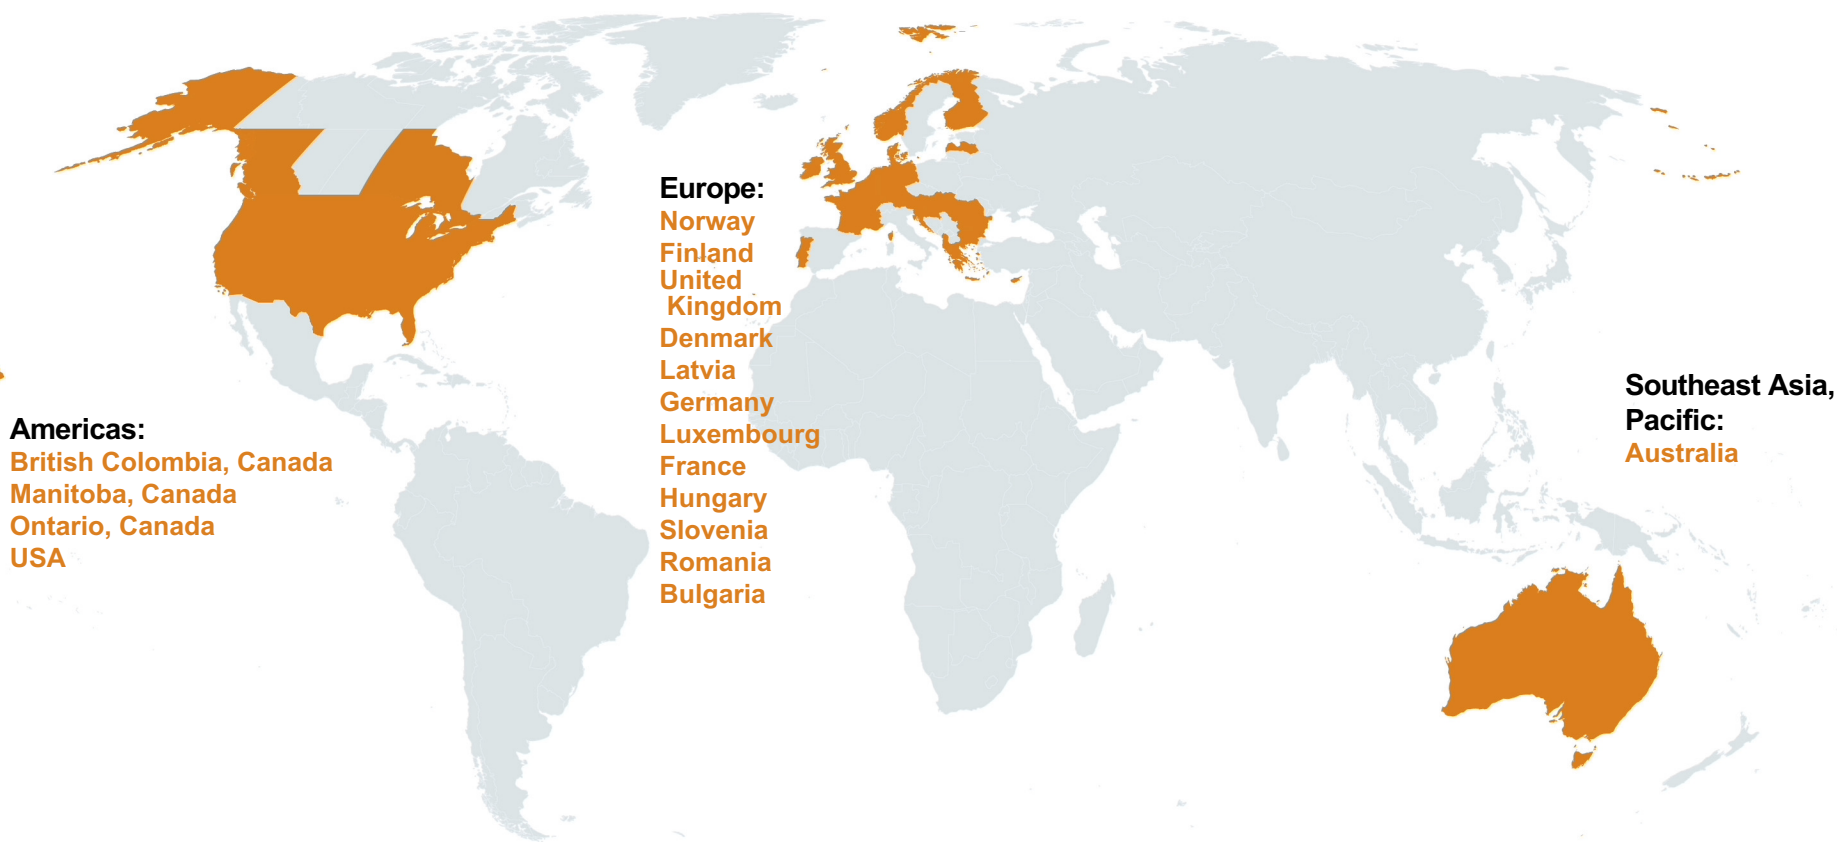 Europe:
Norway
Finland
United
Kingdom
Denmark
Latvia
Germany
Luxembourg
France
Hungary
Slovenia
Romania
Bulgaria
Southeast Asia,
Pacific:
Australia
Americas:
British Colombia, Canada
Manitoba, Canada
Ontario, Canada
USA